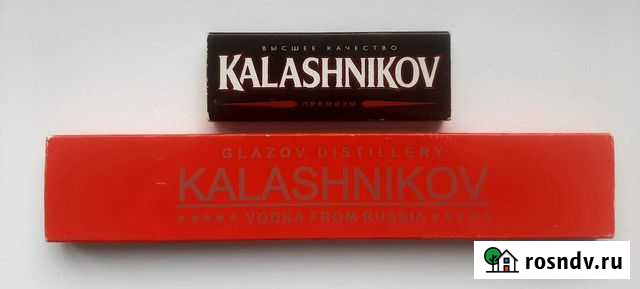 ВЫСШЕЕ КАЧЕСТВО
KALASHNIKOV
ПРЕМИУМ
GLAZOV DISTILLERY
KALASHNIKOV
★★★★★ VODKA FROM RUSSIA ★★★★★
rosndv.ru